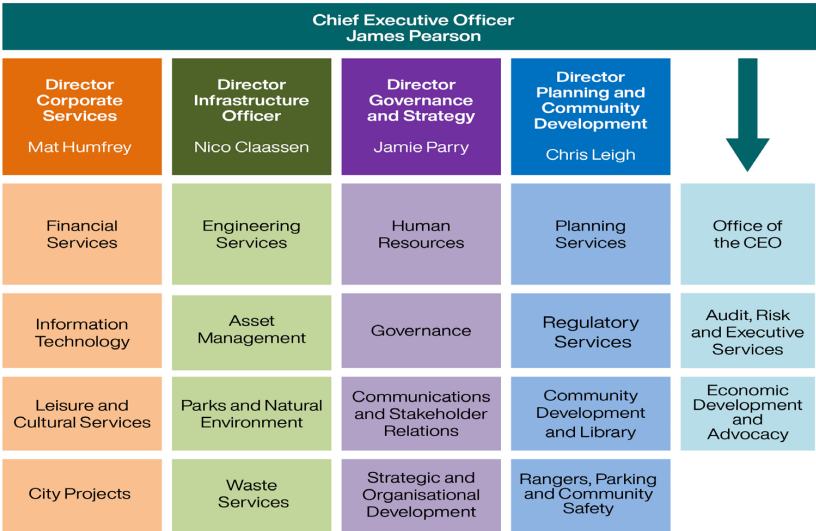 Chief Executive Officer
James Pearson
Director
Corporate
Services
Mat Humfrey
Director
Infrastructure
Officer
Nico Claassen
Director
Governance
and Strategy
Jamie Parry
Director
Planning and
Community
Development
Chris Leigh
Financial
Services
Engineering
Services
Human
Resources
Planning
Services
Office of
the CEO
Information
Technology
Asset
Management
Governance
Regulatory
Services
Audit, Risk
and Executive
Services
Leisure and
Cultural Services
Parks and Natural
Environment
Communications
and Stakeholder
Relations
Community
Development
and Library
Economic
Development
and
Advocacy
City Projects
Waste
Services
Strategic and
Organisational
Development
Rangers, Parking
and Community
Safety